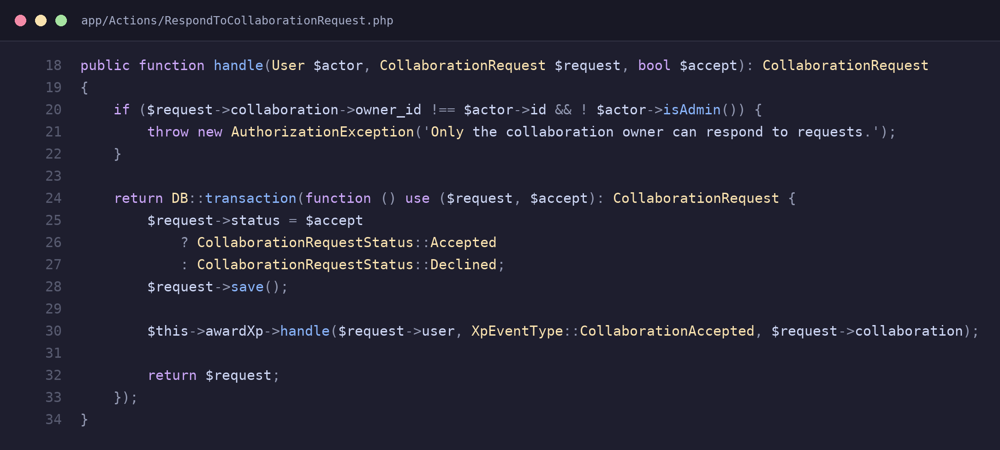 app/Actions/RespondToCollaborationRequest.php
18 public function handle(User $actor, CollaborationRequest $request, bool $accept): CollaborationRequest
19 {
20     if ($request->collaboration->owner_id !== $actor->id && ! $actor->isAdmin()) {
21         throw new AuthorizationException('Only the collaboration owner can respond to requests.');
22     }
23
24     return DB::transaction(function () use ($request, $accept): CollaborationRequest {
25         $request->status = $accept
26             ? CollaborationRequestStatus::Accepted
27             : CollaborationRequestStatus::Declined;
28         $request->save();
29
30         $this->awardXp->handle($request->user, XpEventType::CollaborationAccepted, $request->collaboration);
31
32         return $request;
33     });
34 }